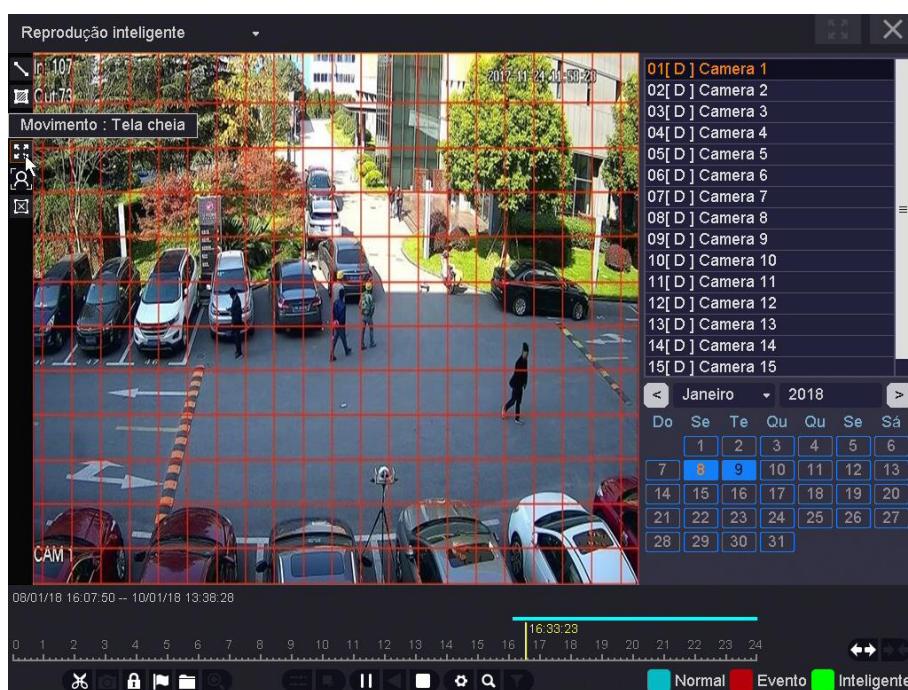 Reprodução inteligente
In: 107
Out:73
2017-11-24 11-58-28
Movimento : Tela cheia
CAM 1
01[ D ] Camera 1
02[ D ] Camera 2
03[ D ] Camera 3
04[ D ] Camera 4
05[ D ] Camera 5
06[ D ] Camera 6
07[ D ] Camera 7
08[ D ] Camera 8
09[ D ] Camera 9
10[ D ] Camera 10
11[ D ] Camera 11
12[ D ] Camera 12
13[ D ] Camera 13
14[ D ] Camera 14
15[ D ] Camera 15
< Janeiro 2018 >
Do Se Te Qu Qu Se Sá
1 2 3 4 5 6
7 8 9 10 11 12 13
14 15 16 17 18 19 20
21 22 23 24 25 26 27
28 29 30 31
08/01/18 16:07:50 -- 10/01/18 13:38:28
16:33:23
0 1 2 3 4 5 6 7 8 9 10 11 12 13 14 15 16 17 18 19 20 21 22 23 24
Normal Evento Inteligente